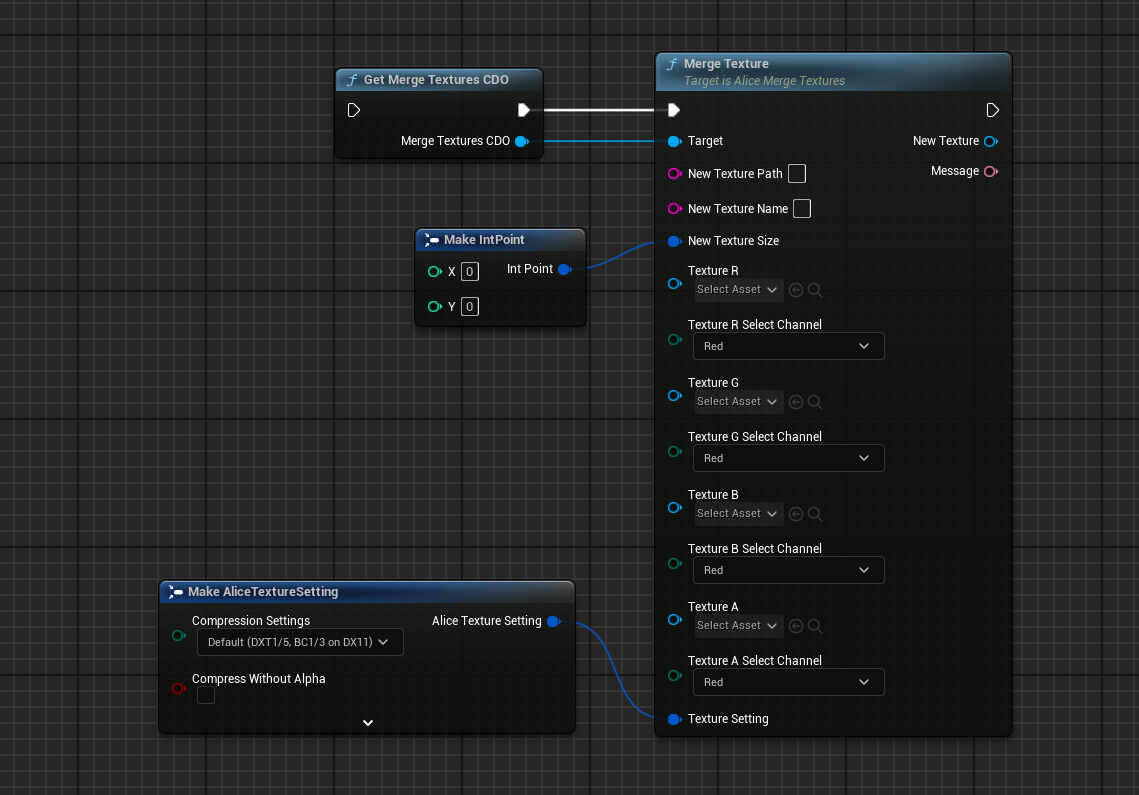 Get Merge Textures CDO
Merge Textures CDO
Merge Texture
Target is Alice Merge Textures
Target
New Texture
New Texture Path
Message
New Texture Name
New Texture Size
Make IntPoint
X 0
Int Point
Y 0
Texture R
Select Asset
Texture R Select Channel
Red
Texture G
Select Asset
Texture G Select Channel
Red
Texture B
Select Asset
Texture B Select Channel
Red
Texture A
Select Asset
Texture A Select Channel
Red
Texture Setting
Make AliceTextureSetting
Compression Settings
Alice Texture Setting
Default (DXT1/5, BC1/3 on DX11)
Compress Without Alpha